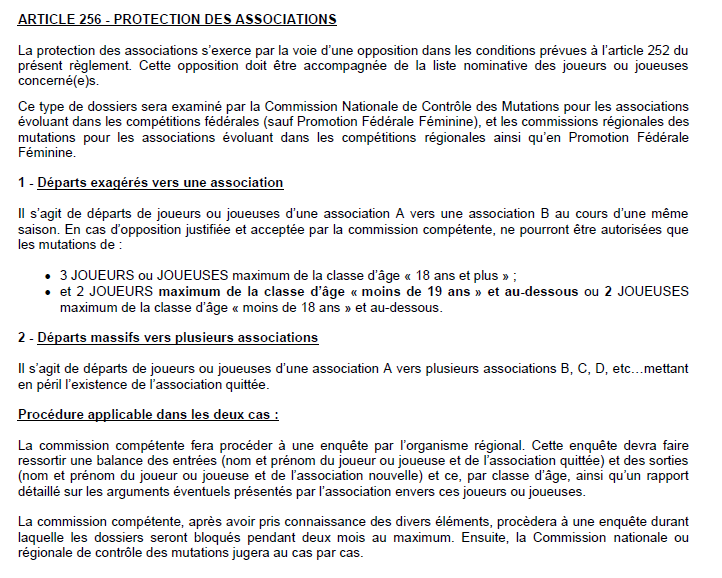 ARTICLE 256 - PROTECTION DES ASSOCIATIONS
La protection des associations s’exerce par la voie d’une opposition dans les conditions prévues à l’article 252 du
présent règlement. Cette opposition doit être accompagnée de la liste nominative des joueurs ou joueuses
concerné(e)s.
Ce type de dossiers sera examiné par la Commission Nationale de Contrôle des Mutations pour les associations
évoluant dans les compétitions fédérales (sauf Promotion Fédérale Féminine), et les commissions régionales des
mutations pour les associations évoluant dans les compétitions régionales ainsi qu’en Promotion Fédérale
Féminine.
1 - Départs exagérés vers une association
Il s’agit de départs de joueurs ou joueuses d’une association A vers une association B au cours d’une même
saison. En cas d’opposition justifiée et acceptée par la commission compétente, ne pourront être autorisées que
les mutations de :
• 3 JOUEURS ou JOUEUSES maximum de la classe d’âge « 18 ans et plus » ;
• et 2 JOUEURS maximum de la classe d’âge « moins de 19 ans » et au-dessous ou 2 JOUEUSES
maximum de la classe d’âge « moins de 18 ans » et au-dessous.
2 - Départs massifs vers plusieurs associations
Il s’agit de départs de joueurs ou joueuses d’une association A vers plusieurs associations B, C, D, etc…mettant
en péril l’existence de l’association quittée.
Procédure applicable dans les deux cas :
La commission compétente fera procéder à une enquête par l’organisme régional. Cette enquête devra faire
ressortir une balance des entrées (nom et prénom du joueur ou joueuse et de l’association quittée) et des sorties
(nom et prénom du joueur ou joueuse et de l’association nouvelle) et ce, par classe d’âge, ainsi qu’un rapport
détaillé sur les arguments éventuels présentés par l’association envers ces joueurs ou joueuses.
La commission compétente, après avoir pris connaissance des divers éléments, procèdera à une enquête durant
laquelle les dossiers seront bloqués pendant deux mois au maximum. Ensuite, la Commission nationale ou
régionale de contrôle des mutations jugera au cas par cas.